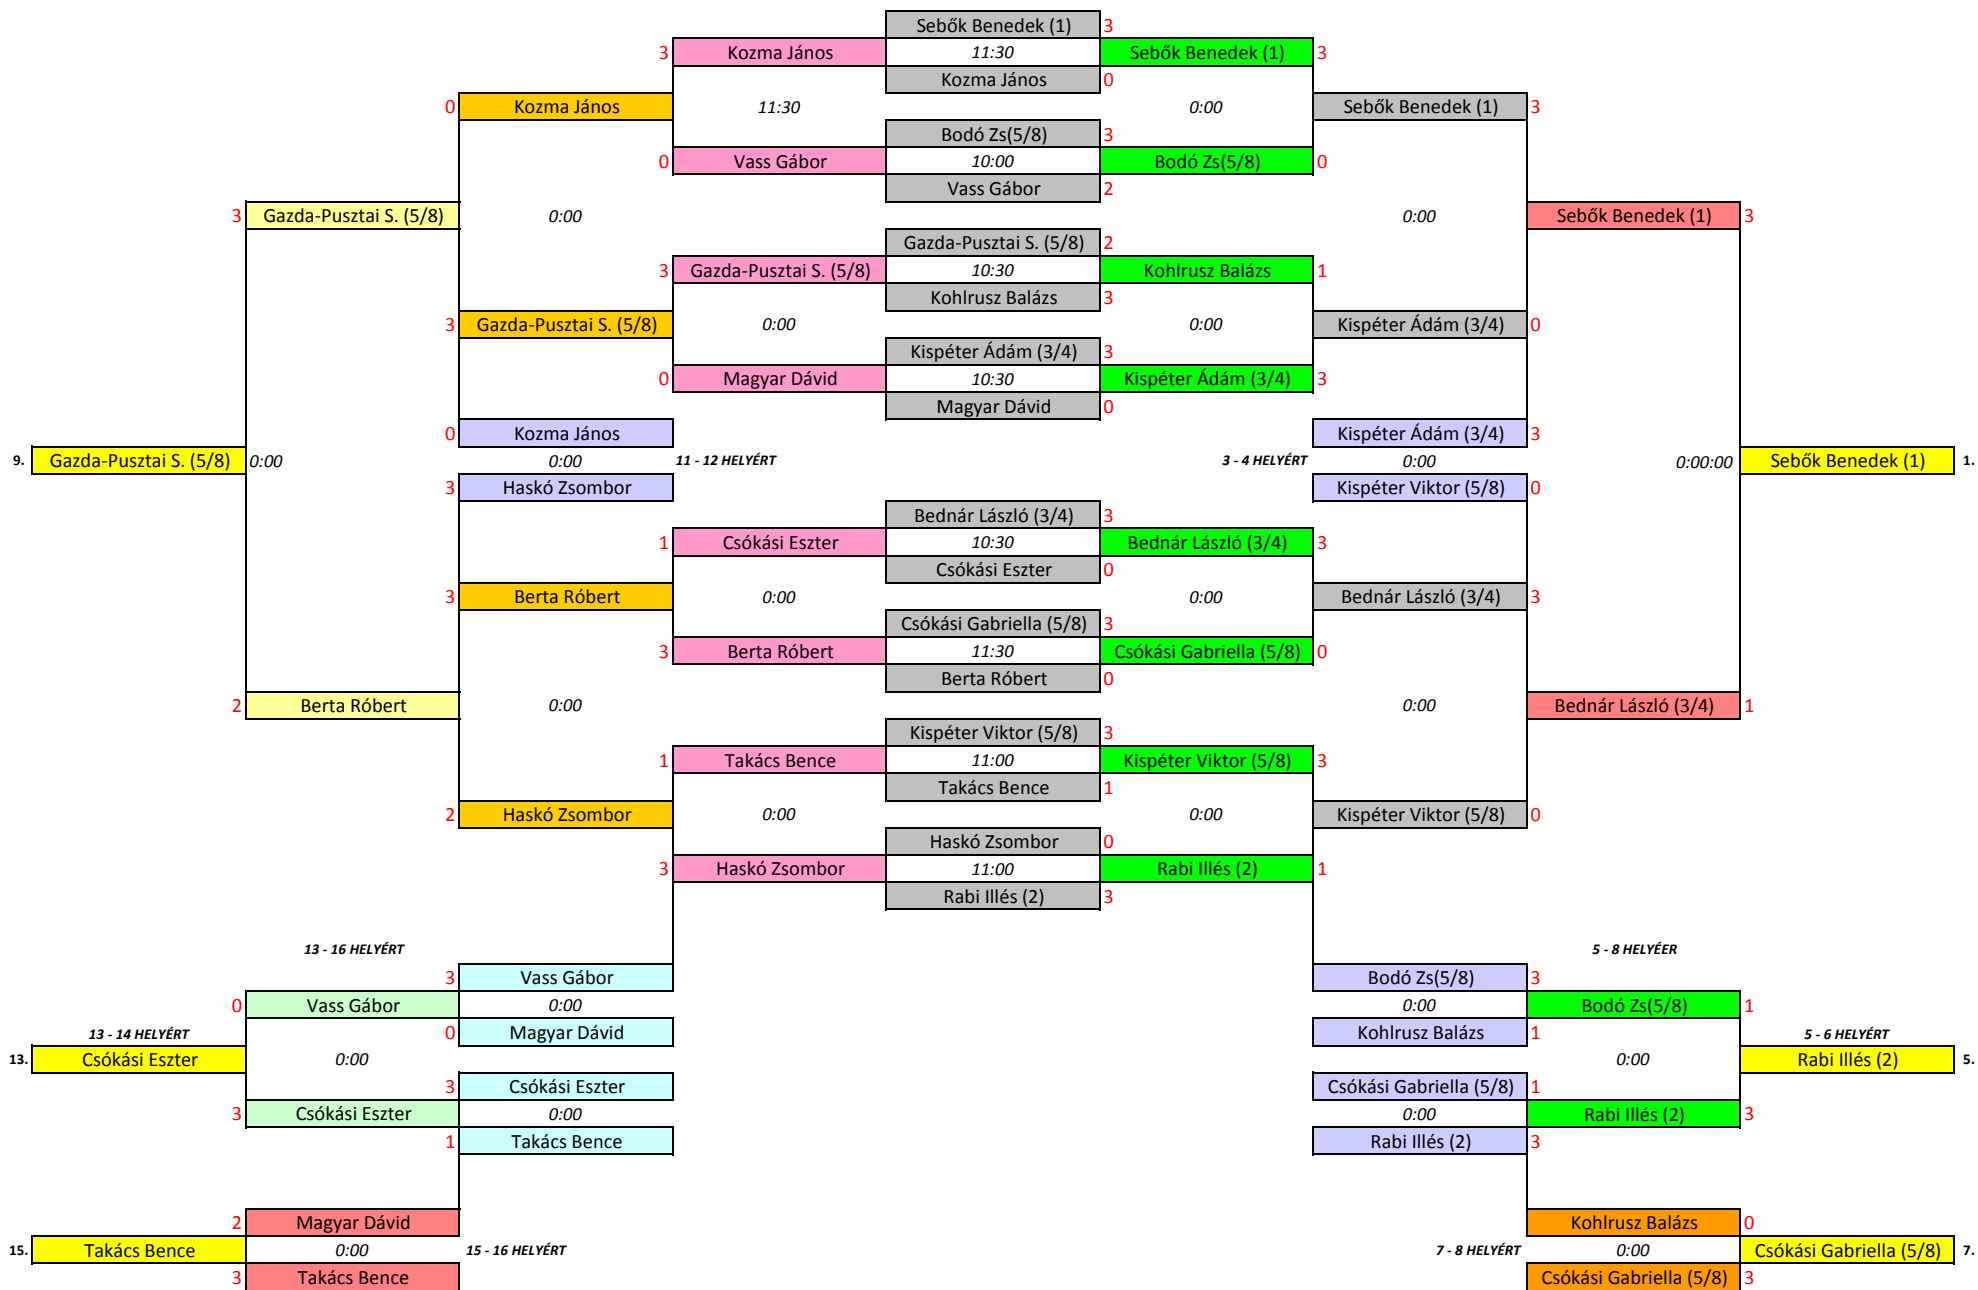 Sebők Benedek (1) 3
3 Kozma János 11:30 Sebők Benedek (1) 3
Kozma János 0
0 Kozma János 11:30 0:00 Sebők Benedek (1) 3
Bodó Zs(5/8) 3
0 Vass Gábor 10:00 Bodó Zs(5/8) 0
Vass Gábor 2
3 Gazda-Pusztai S. (5/8) 0:00 0:00 Sebők Benedek (1) 3
Gazda-Pusztai S. (5/8) 2
3 Gazda-Pusztai S. (5/8) 10:30 Kohlrusz Balázs 1
Kohlrusz Balázs 3
3 Gazda-Pusztai S. (5/8) 0:00 0:00 Kispéter Ádám (3/4) 0
Kispéter Ádám (3/4) 3
0 Magyar Dávid 10:30 Kispéter Ádám (3/4) 3
Magyar Dávid 0
0 Kozma János Kispéter Ádám (3/4) 3
9. Gazda-Pusztai S. (5/8) 0:00 0:00 11 - 12 HELYÉRT 3 - 4 HELYÉRT 0:00 0:00:00 Sebők Benedek (1) 1.
3 Haskó Zsombor Kispéter Viktor (5/8) 0
Bednár László (3/4) 3
1 Csókási Eszter 10:30 Bednár László (3/4) 3
Csókási Eszter 0
3 Berta Róbert 0:00 0:00 Bednár László (3/4) 3
Csókási Gabriella (5/8) 3
3 Berta Róbert 11:30 Csókási Gabriella (5/8) 0
Berta Róbert 0
2 Berta Róbert 0:00 0:00 Bednár László (3/4) 1
Kispéter Viktor (5/8) 3
1 Takács Bence 11:00 Kispéter Viktor (5/8) 3
Takács Bence 1
2 Haskó Zsombor 0:00 0:00 Kispéter Viktor (5/8) 0
Haskó Zsombor 0
3 Haskó Zsombor 11:00 Rabi Illés (2) 1
Rabi Illés (2) 3
13 - 16 HELYÉRT 5 - 8 HELYÉER
3 Vass Gábor Bodó Zs(5/8) 3
0 Vass Gábor 0:00 0:00 Bodó Zs(5/8) 1
13 - 14 HELYÉRT 0 Magyar Dávid Kohlrusz Balázs 1 5 - 6 HELYÉRT
13. Csókási Eszter 0:00 0:00 Rabi Illés (2) 5.
3 Csókási Eszter Csókási Gabriella (5/8) 1
3 Csókási Eszter 0:00 0:00 Rabi Illés (2) 3
1 Takács Bence Rabi Illés (2) 3
2 Magyar Dávid Kohlrusz Balázs 0
15. Takács Bence 0:00 15 - 16 HELYÉRT 7 - 8 HELYÉRT 0:00 Csókási Gabriella (5/8) 7.
3 Takács Bence Csókási Gabriella (5/8) 3